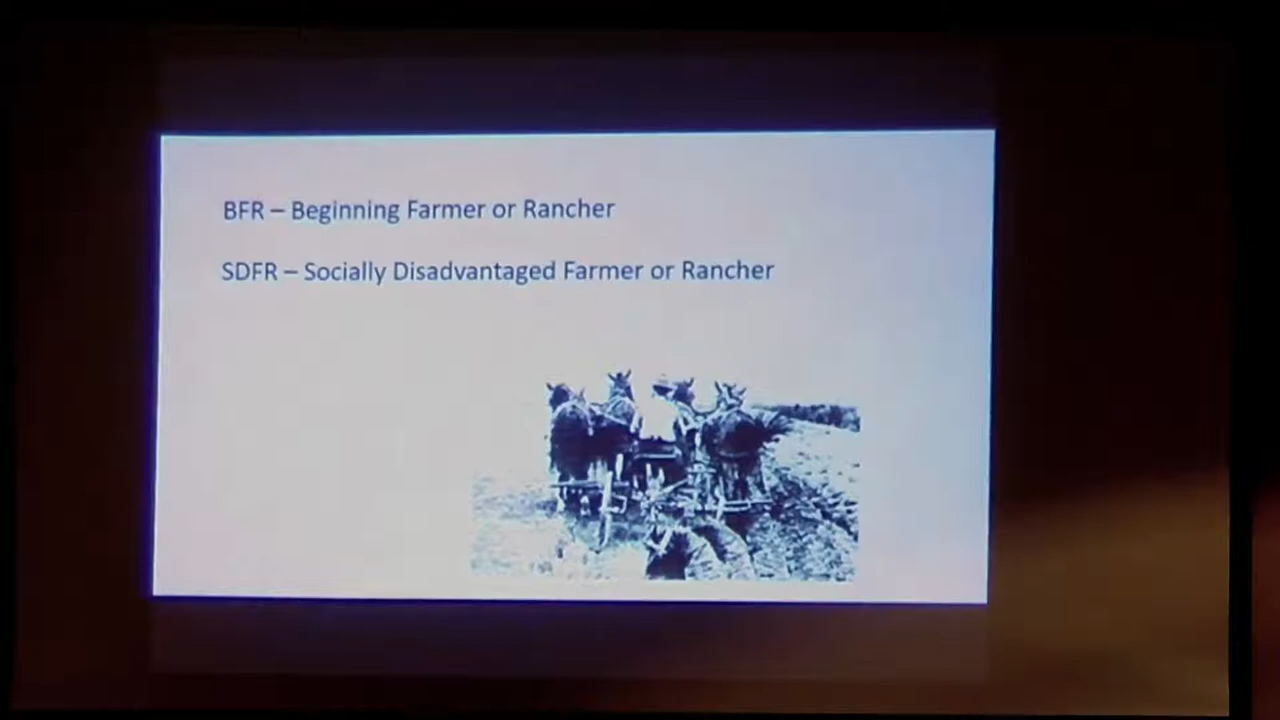 BFR – Beginning Farmer or Rancher
SDFR – Socially Disadvantaged Farmer or Rancher